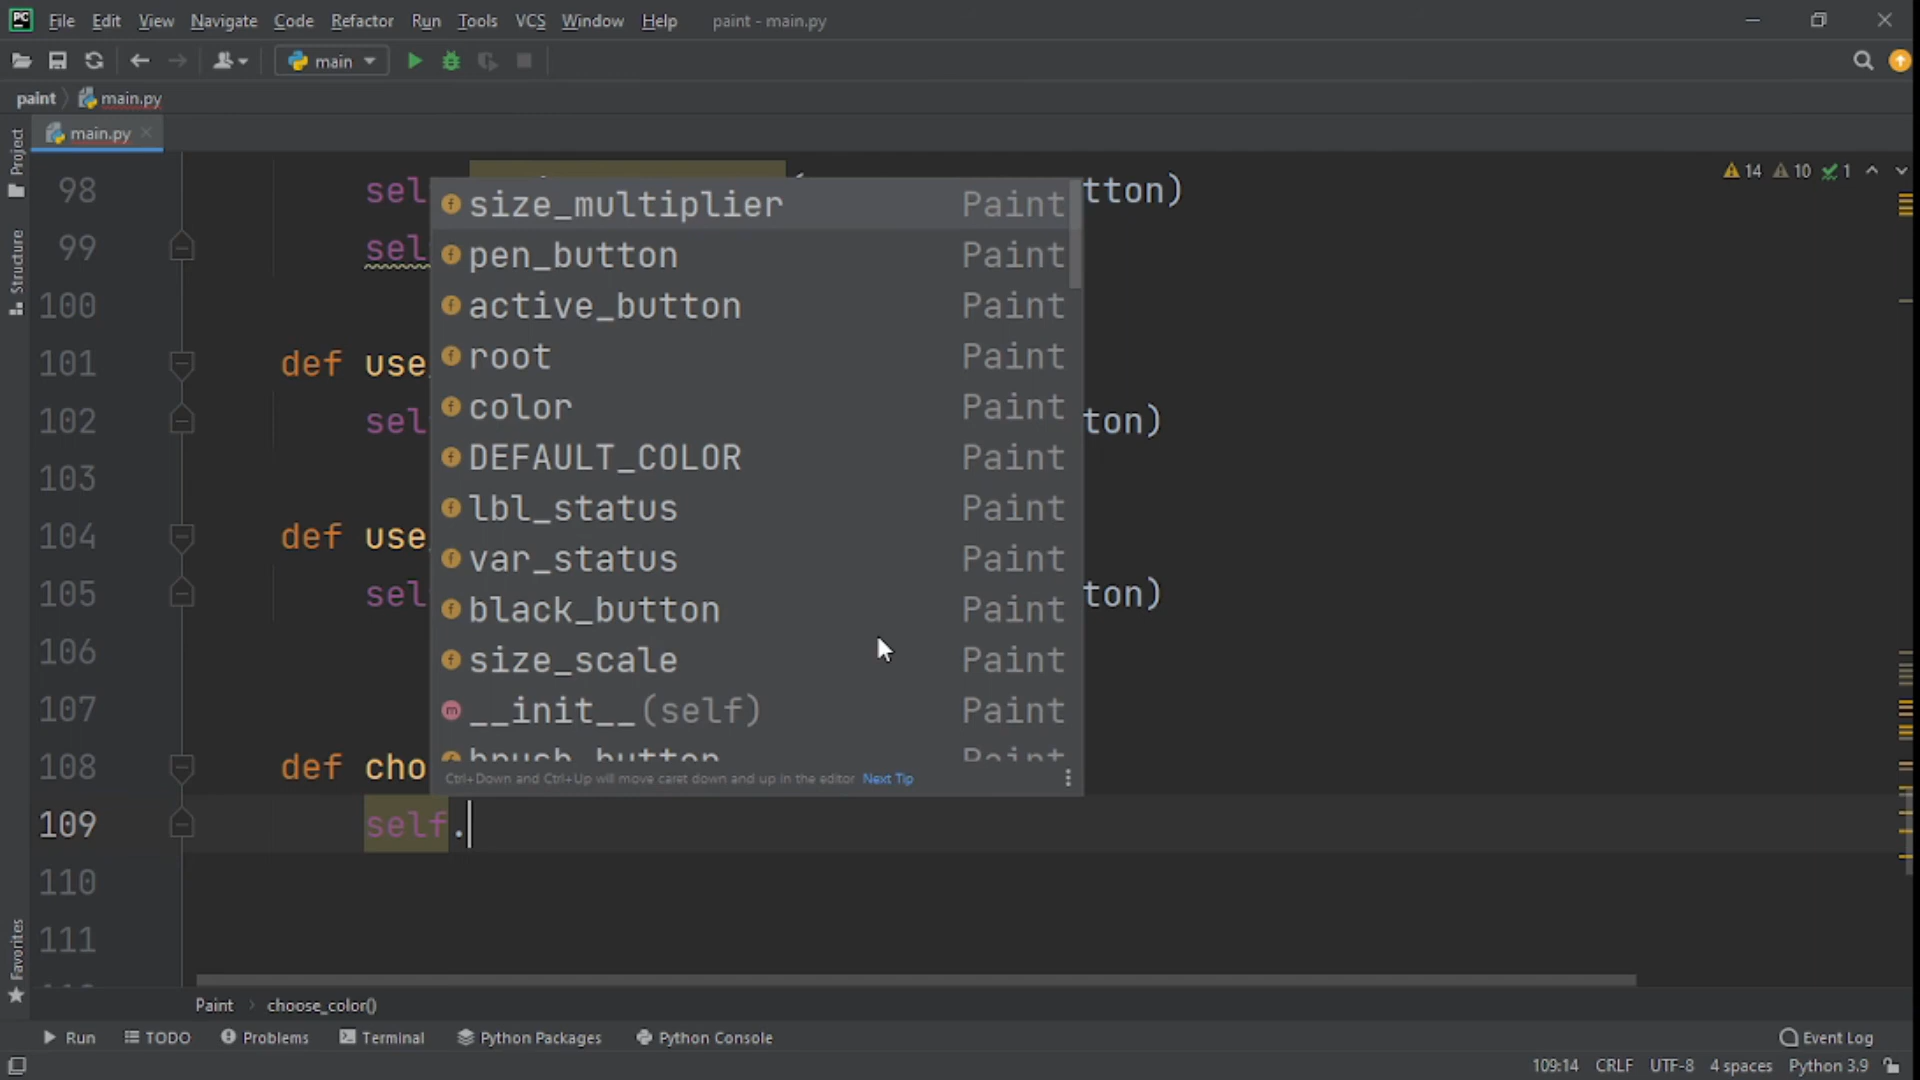 File Edit View Navigate Code Refactor Run Tools VCS Window Help paint - main.py
main
paint main.py
main.py
Project
Structure
Favorites
14 10 1
98 self tton)
99 sel
100
101 def use_
102 sel ton)
103
104 def use_
105 sel ton)
106
107
108 def cho
109 self.
110
111
size_multiplier Paint
pen_button Paint
active_button Paint
root Paint
color Paint
DEFAULT_COLOR Paint
lbl_status Paint
var_status Paint
black_button Paint
size_scale Paint
__init__(self) Paint
brush_button Paint
Ctrl+Down and Ctrl+Up will move caret down and up in the editor Next Tip
Paint choose_color()
Run TODO Problems Terminal Python Packages Python Console Event Log
109:14 CRLF UTF-8 4 spaces Python 3.9